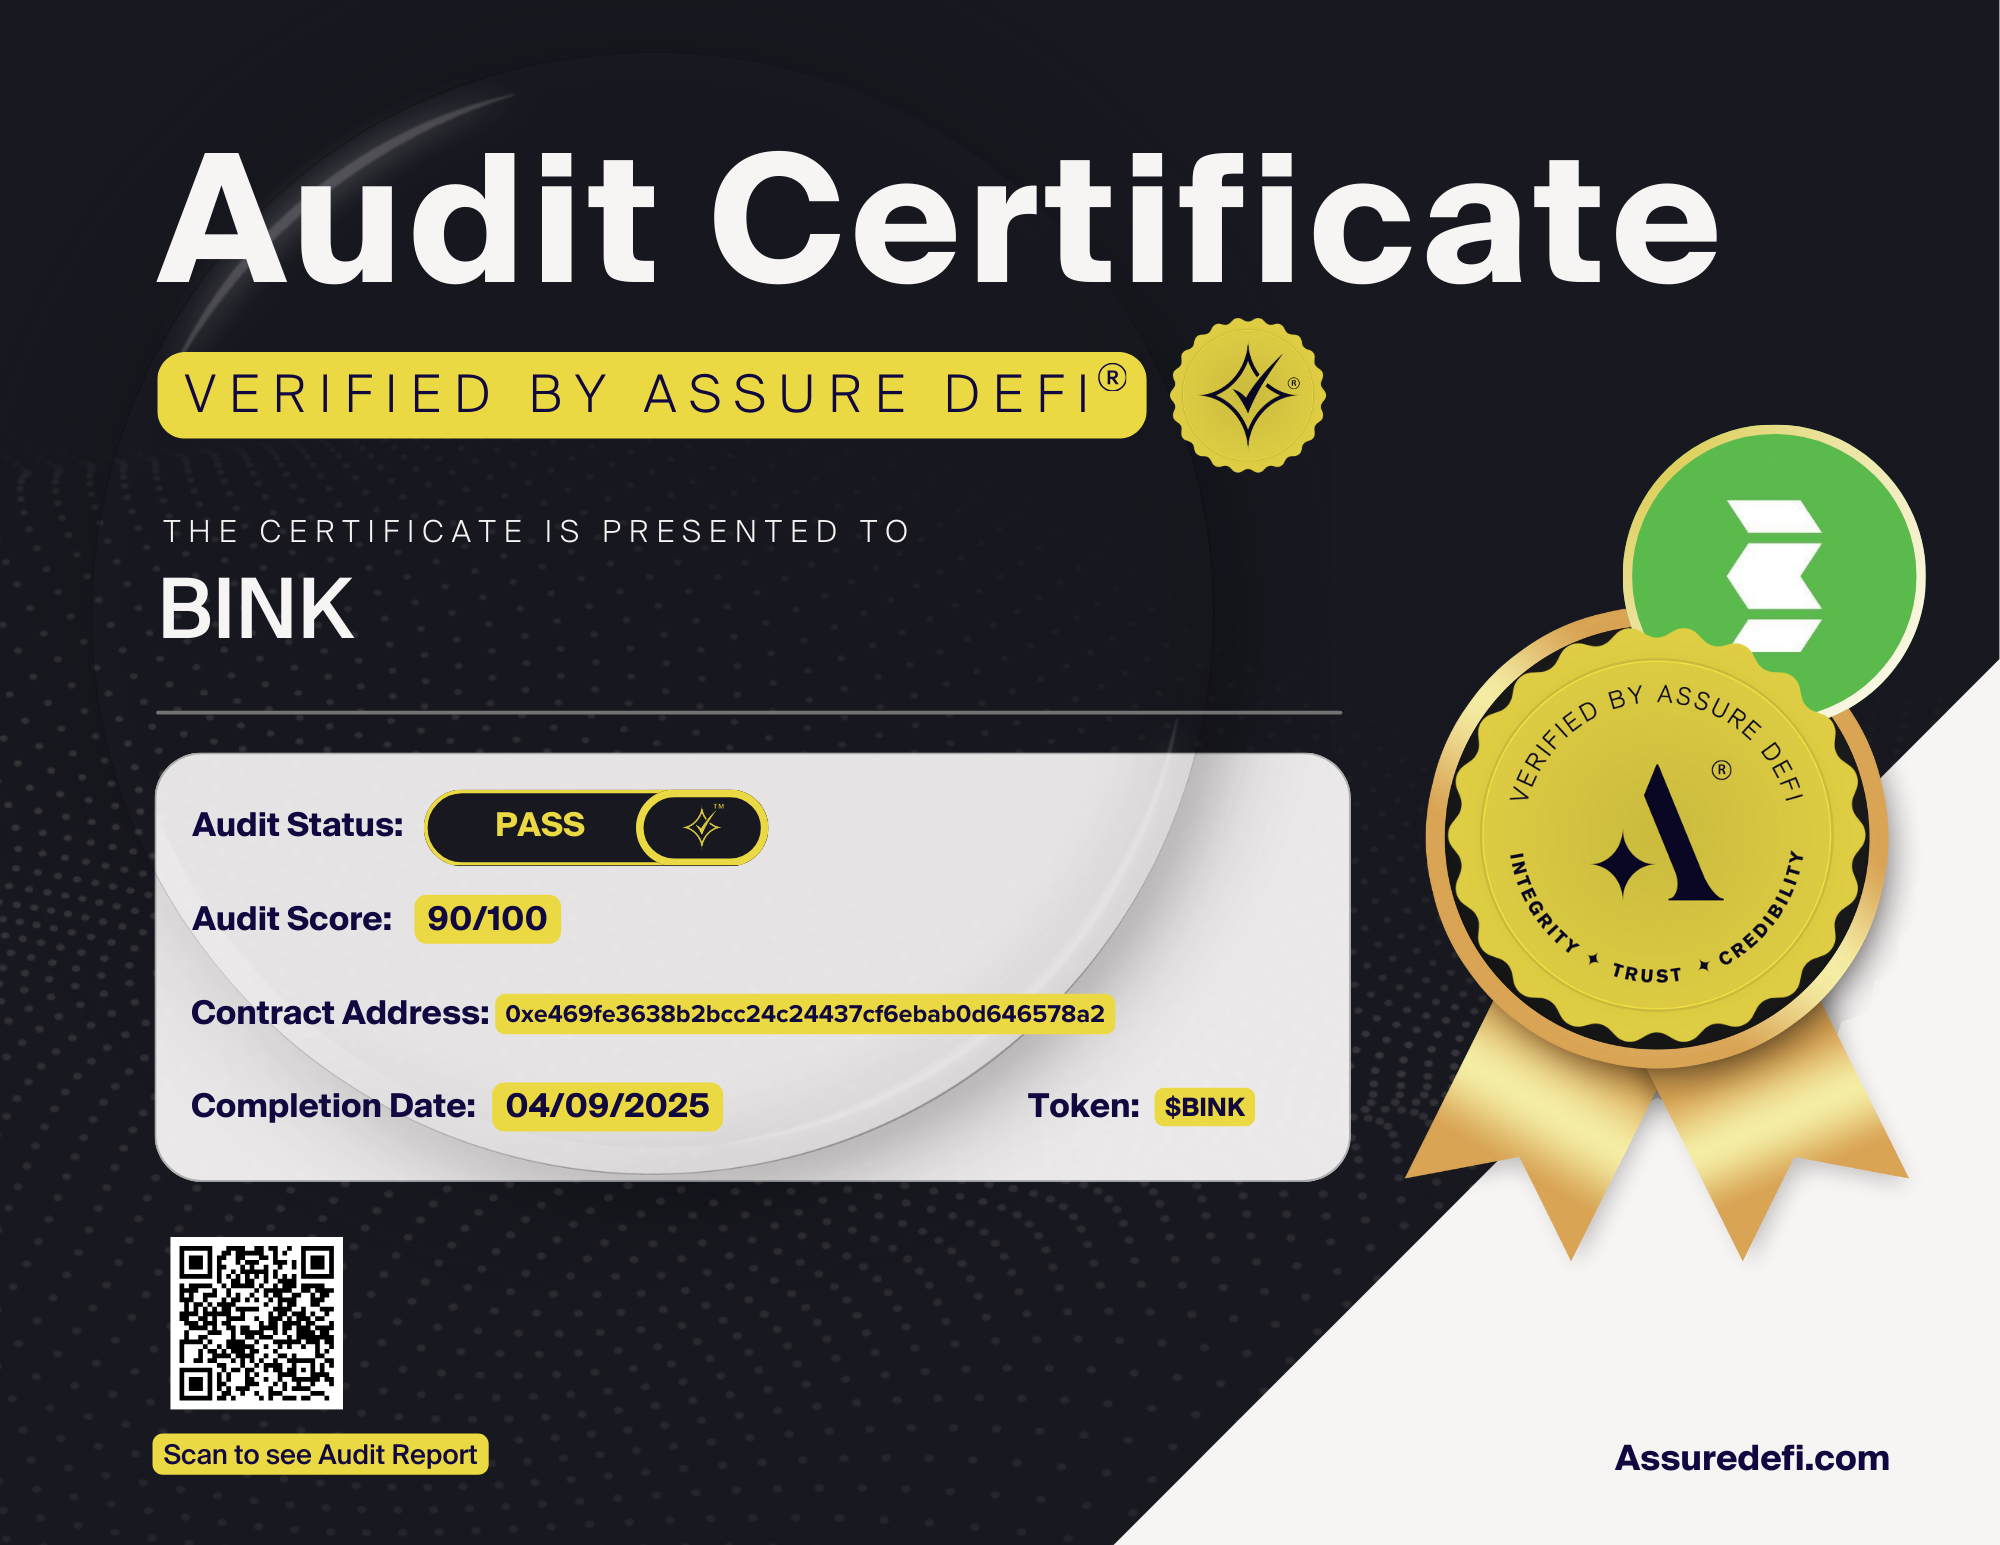 Audit Certificate
VERIFIED BY ASSURE DEFI®
®
THE CERTIFICATE IS PRESENTED TO
BINK
VERIFIED BY ASSURE DEFI
®
INTEGRITY ✦ TRUST ✦ CREDIBILITY
Audit Status: PASS ™
Audit Score: 90/100
Contract Address: 0xe469fe3638b2bcc24c24437cf6ebab0d646578a2
Completion Date: 04/09/2025 Token: $BINK
Scan to see Audit Report
Assuredefi.com